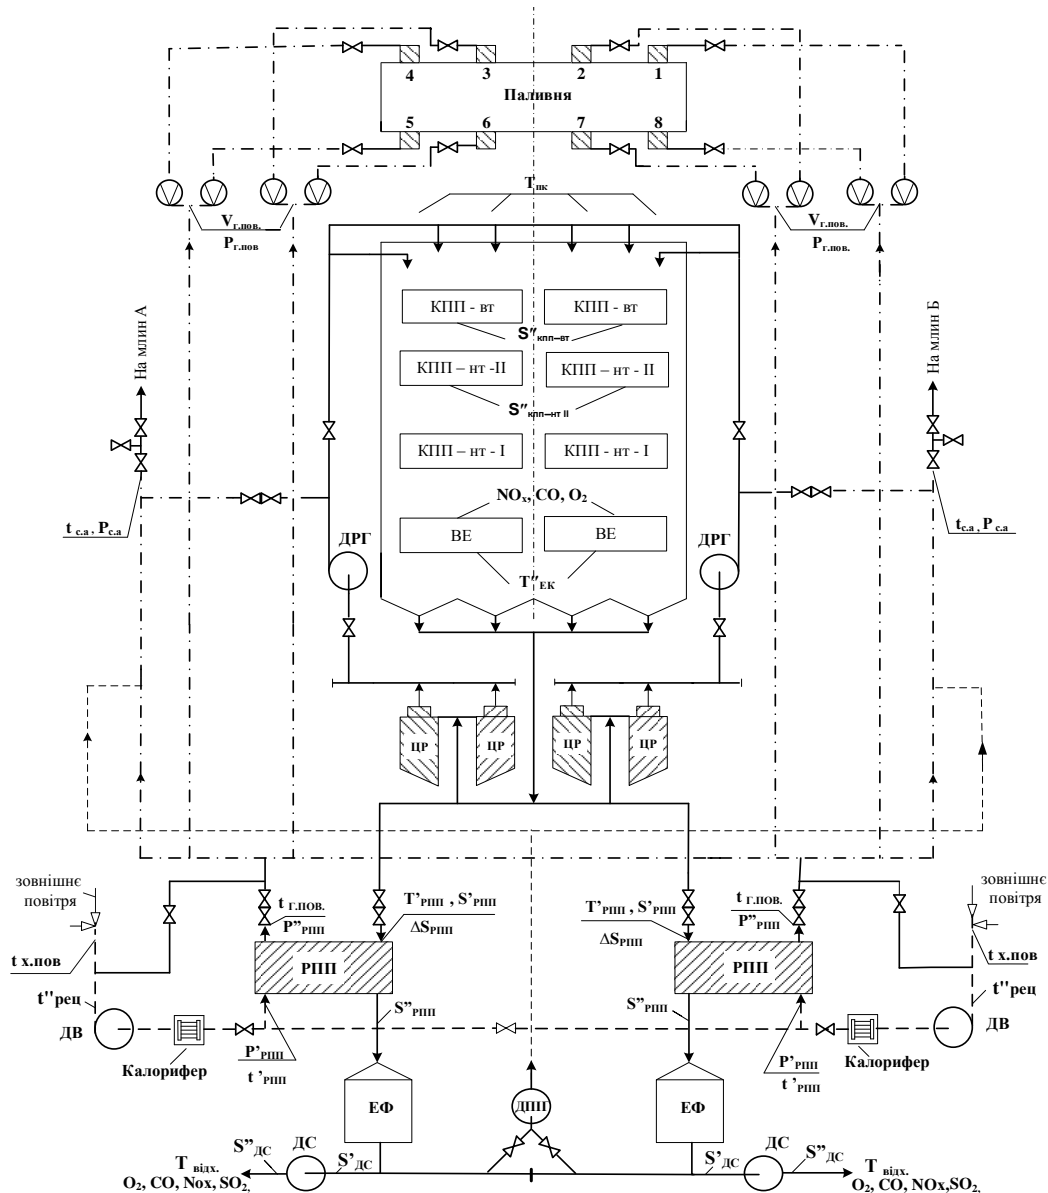 4 3 2 1
Паливня
5 6 7 8
Tпк
Vг.пов.
Pг.пов
Vг.пов.
Pг.пов.
На млин А
На млин Б
КПП - вт
КПП - вт
S″кпп–вт
КПП – нт -II
КПП – нт - II
S″кпп–нт II
КПП – нт - I
КПП - нт - I
NOх, CO, O2
ВЕ
ВЕ
T″ЕК
t с.а , Pс.а
tс.а , Pс.а
ДРГ
ДРГ
ЦР ЦР ЦР ЦР
зовнішнє
повітря
зовнішнє
повітря
t г.пов.
P”РПП
T’РПП , S’РПП
ΔSРПП
T’РПП , S’РПП
ΔSРПП
t г.пов.
P”РПП
t х.пов
t х.пов
РПП
РПП
t"рец
t"рец
S”РПП
S”РПП
ДВ
ДВ
Калорифер
Калорифер
P’РПП
t ’РПП
P’РПП
t ’РПП
ЕФ
ДПП
ЕФ
S”ДС
ДС
S’ДС
S’ДС
ДС
S”ДС
T відх.
O2, CO, Nox, SO2,
T відх.
O2, CO, NOx,SO2,